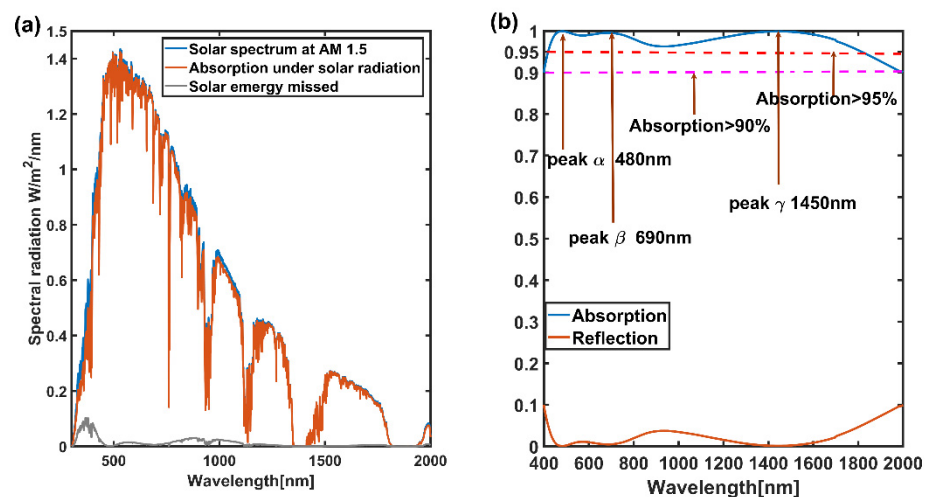 (a)
1.5
1.4
1.2
1
0.8
0.6
0.4
0.2
0
Spectral radiation W/m²/nm
Solar spectrum at AM 1.5
Absorption under solar radiation
Solar emergy missed
500
1000
1500
2000
Wavelength[nm]
(b)
1
0.95
0.9
0.8
0.7
0.6
0.5
0.4
0.3
0.2
0.1
0
Absorption>95%
Absorption>90%
peak α 480nm
peak γ 1450nm
peak β 690nm
Absorption
Reflection
400
600
800
1000
1200
1400
1600
1800
2000
Wavelength[nm]